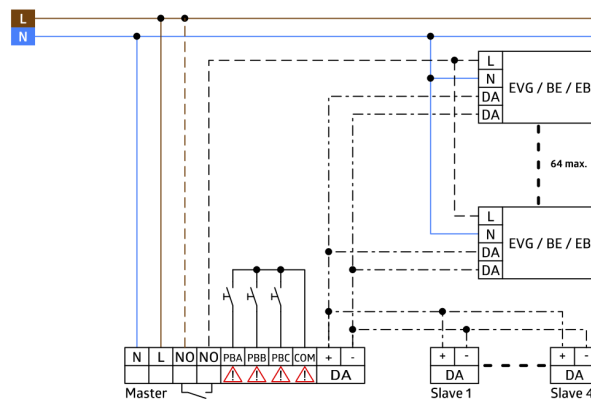 L
N
L
N
DA
DA
EVG / BE / EB
64 max.
L
N
DA
DA
EVG / BE / EB
N L NO NO PBA PBB PBC COM + -
DA
Master
+ -
DA
Slave 1
+ -
DA
Slave 4